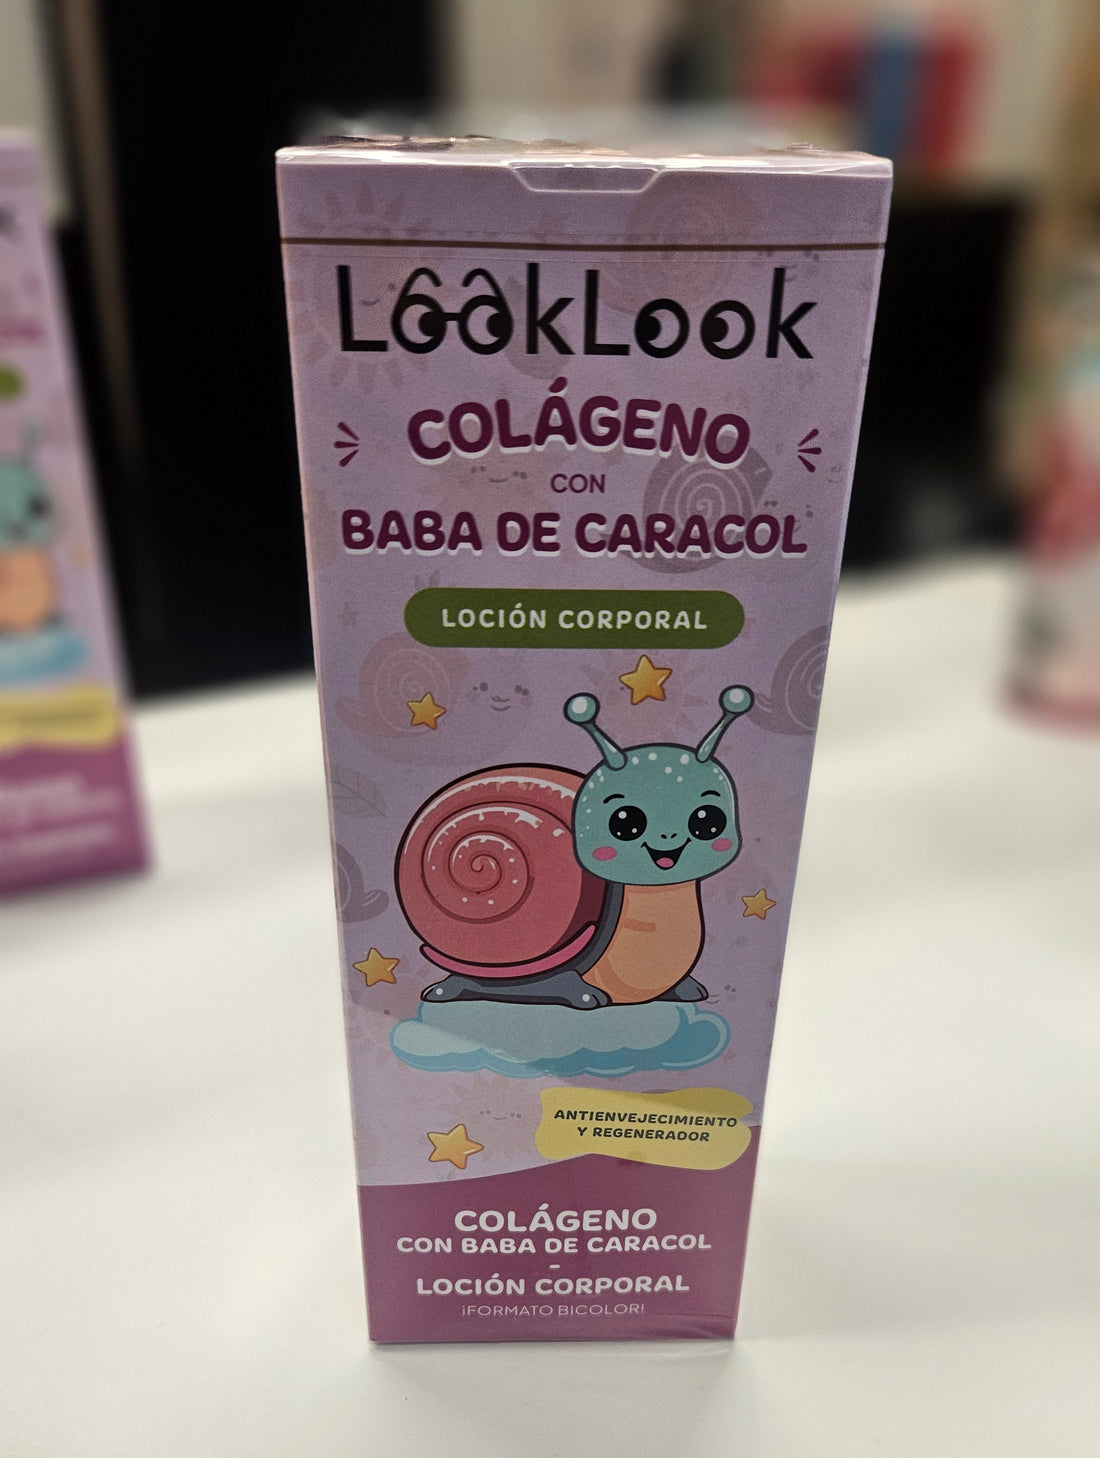 LookLook
COLÁGENO
CON
BABA DE CARACOL
LOCIÓN CORPORAL
ANTIENVEJECIMIENTO
Y REGENERADOR
COLÁGENO
CON BABA DE CARACOL
-
LOCIÓN CORPORAL
¡FORMATO BICOLOR!